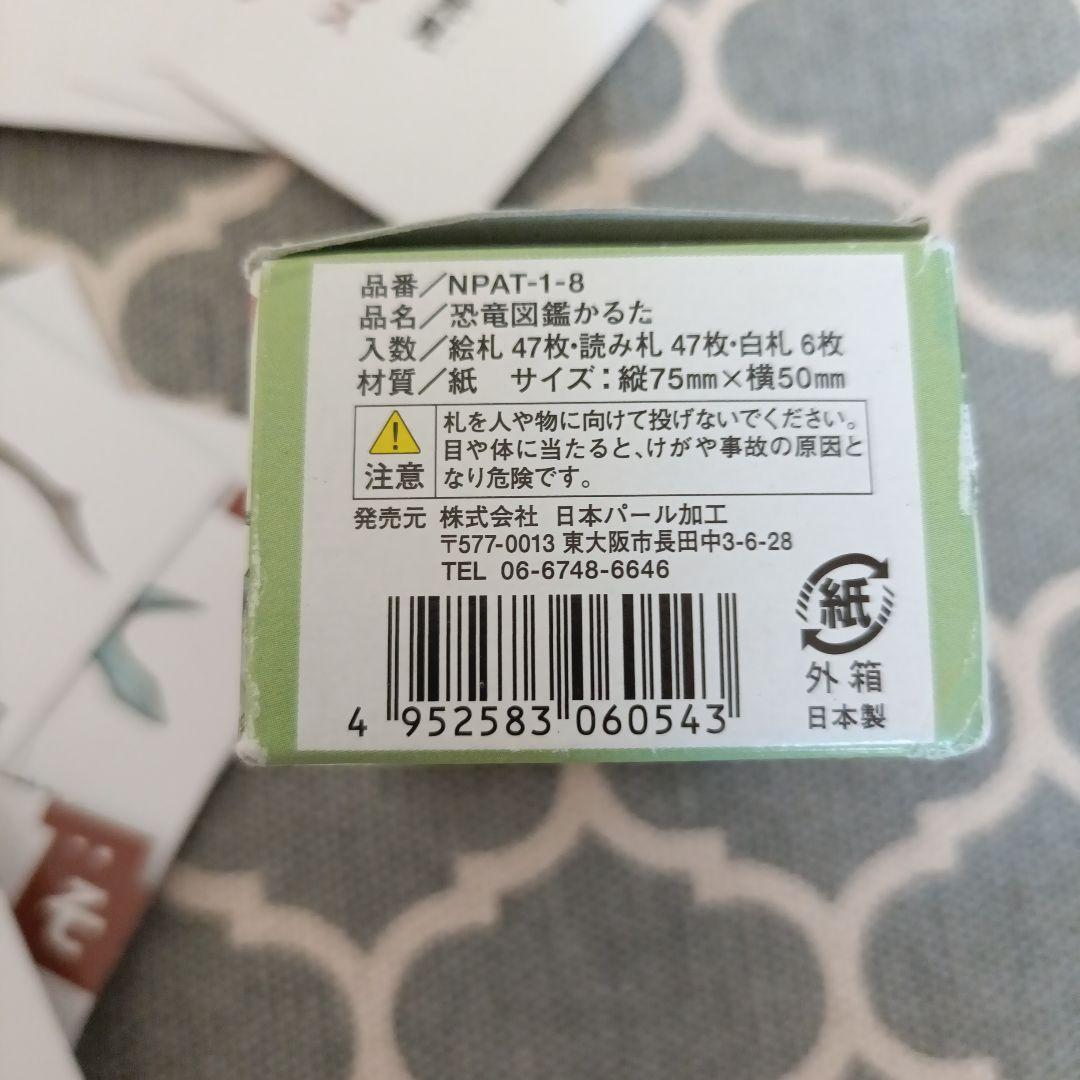 品番／NPAT-1-8
品名／恐竜図鑑かるた
入数／絵札 47枚・読み札 47枚・白札 6枚
材質／紙 サイズ：縦75mm×横50mm
注意
札を人や物に向けて投げないでください。
目や体に当たると、けがや事故の原因と
なり危険です。
発売元 株式会社 日本パール加工
〒577-0013 東大阪市長田中3-6-28
TEL 06-6748-6646
4 952583 060543
紙
外箱
日本製
そ